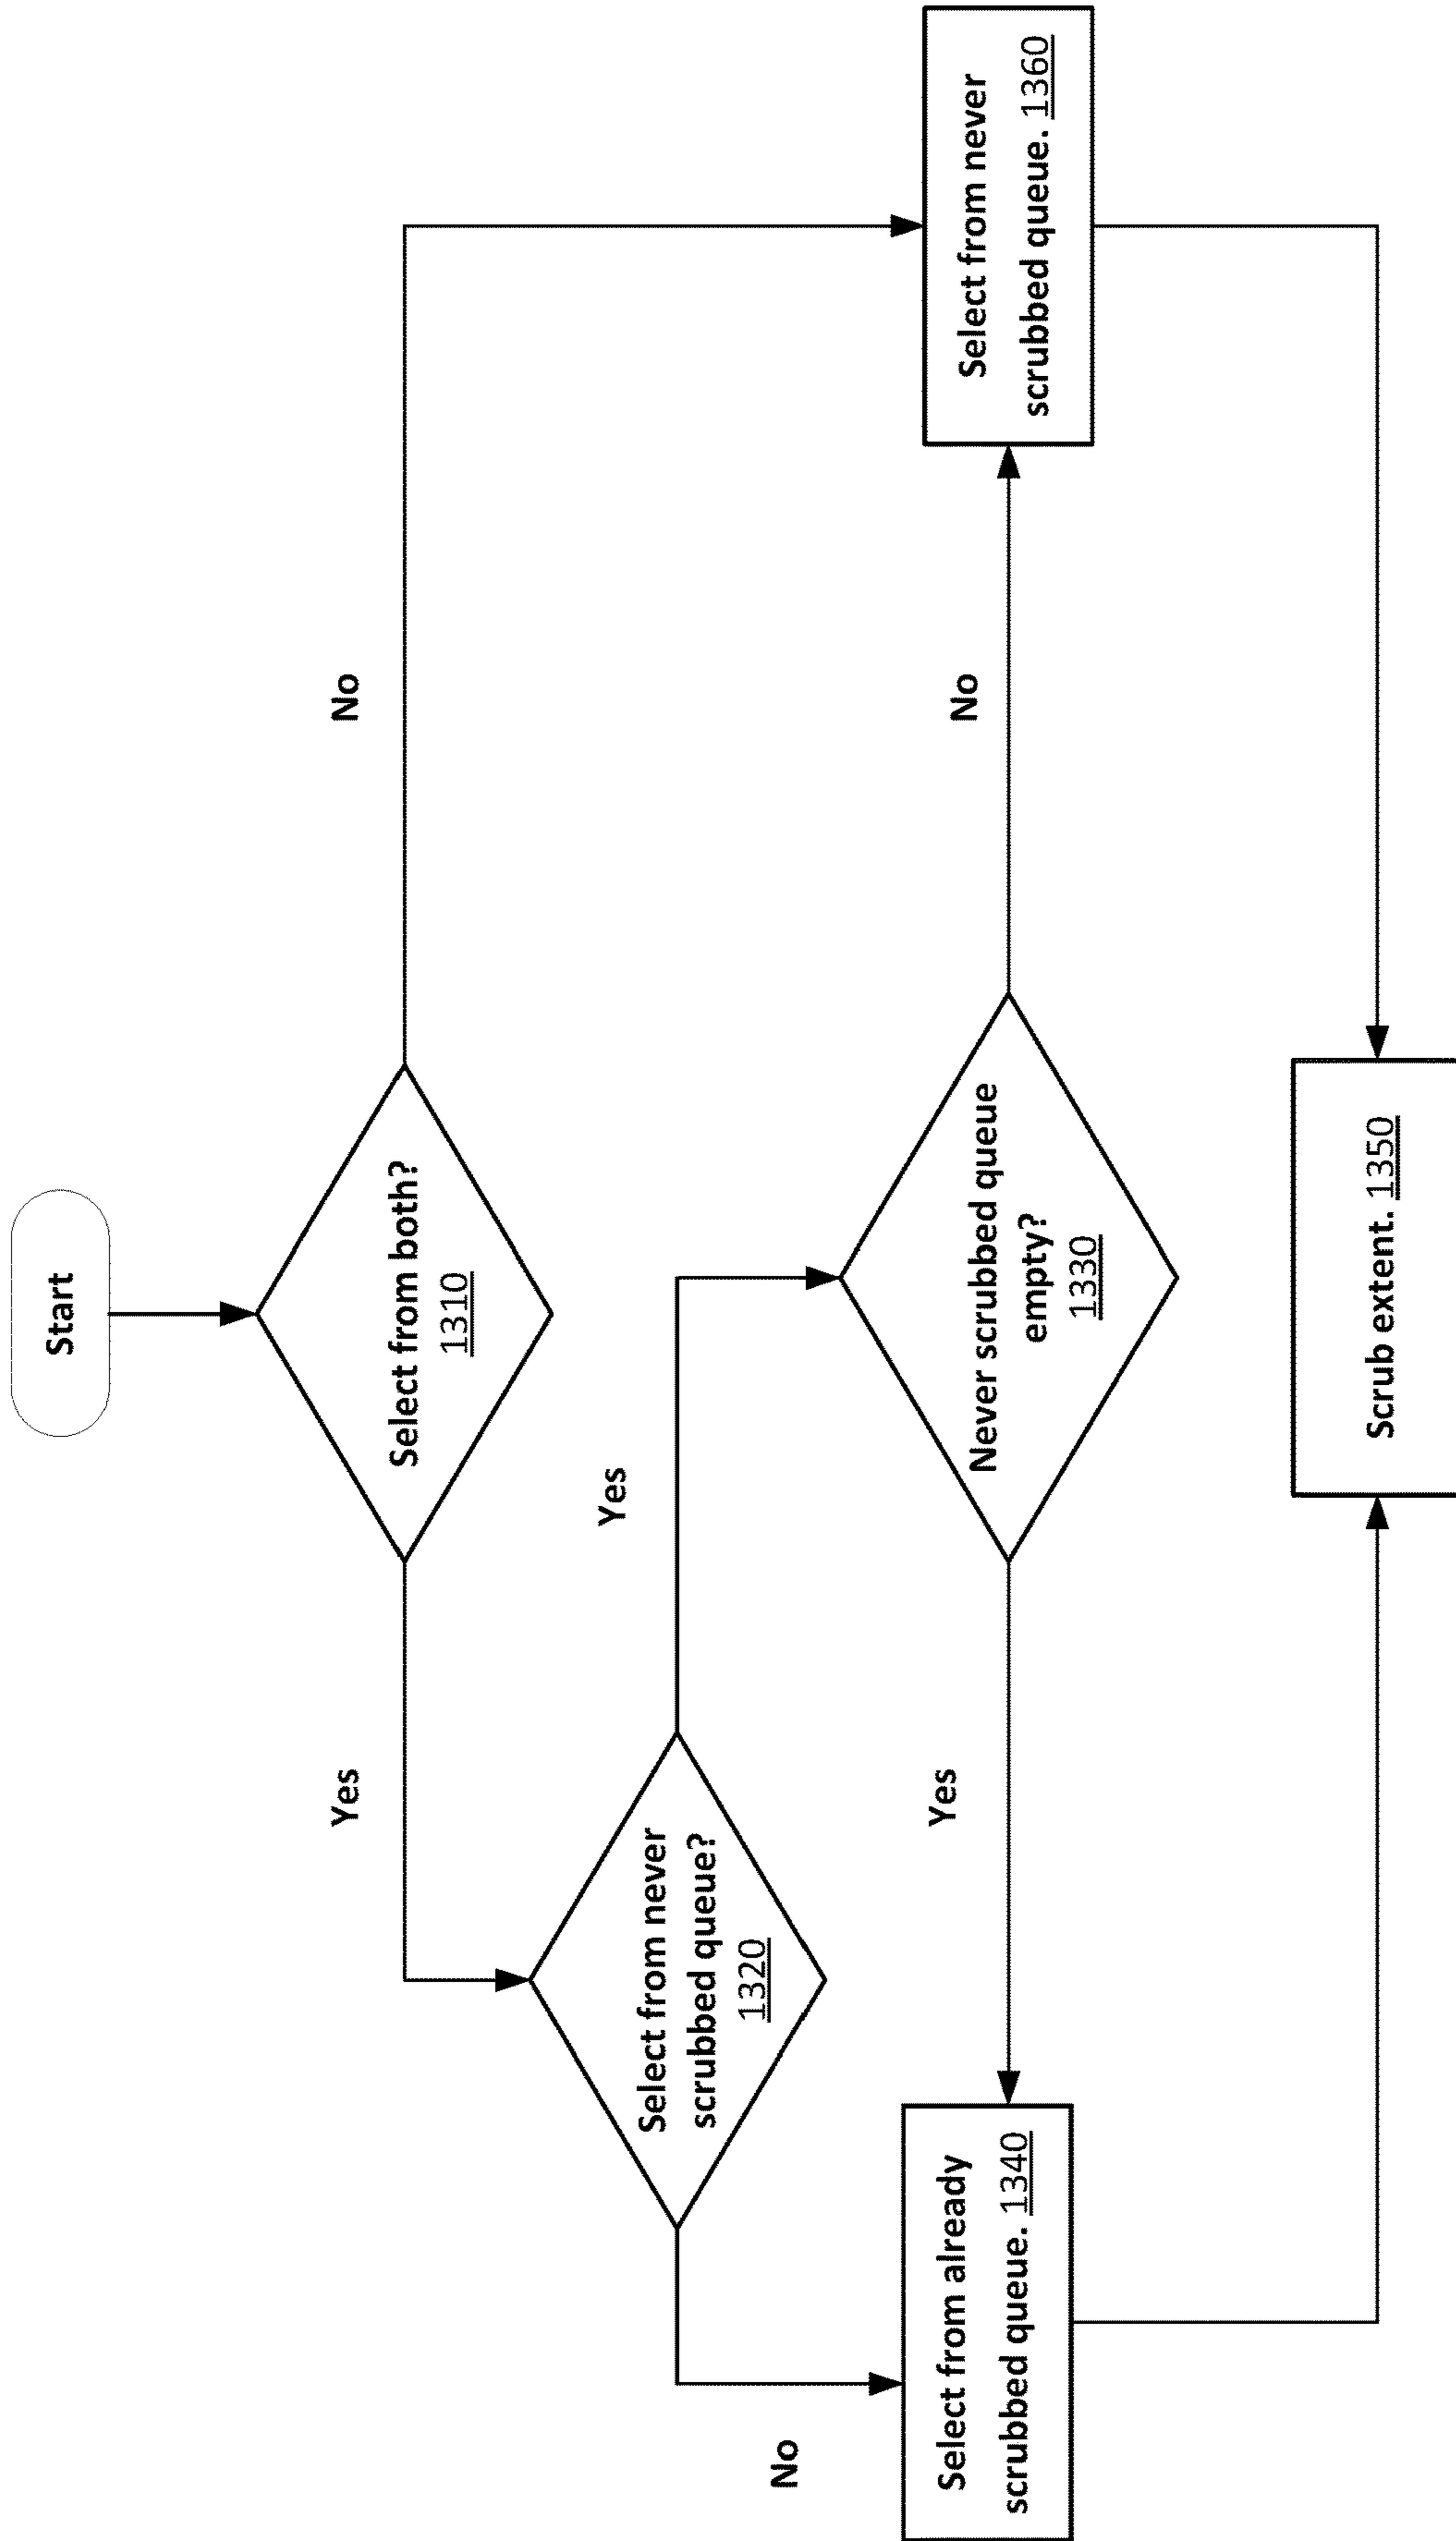 Start
Select from both?
1310
Yes
No
Select from never
scrubbed queue?
1320
Yes
No
Never scrubbed queue
empty?
1330
Yes
No
Select from already
scrubbed queue. 1340
Select from never
scrubbed queue. 1360
Scrub extent. 1350